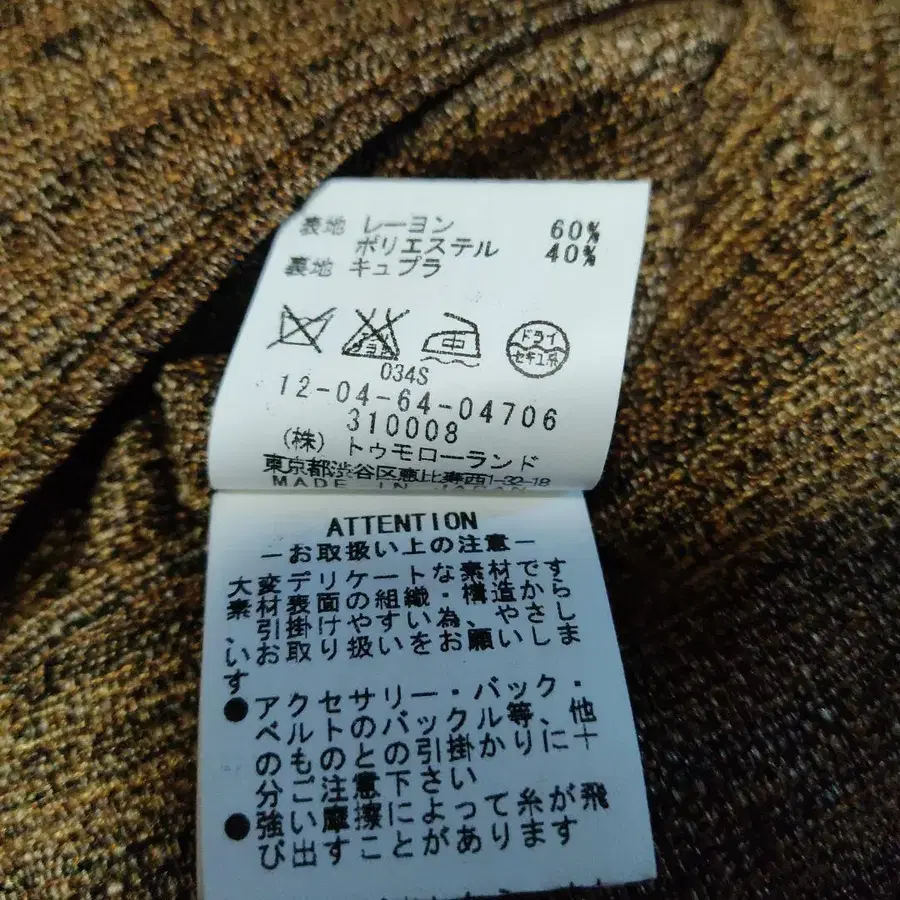 表地 レーヨン 60%
ポリエステル 40%
裏地 キュプラ
中
ドライ
セキユ系
034S
12-04-64-04706
310008
(株) トゥモローランド
東京都渋谷区恵比寿西1-32-18
MADE IN JAPAN
ATTENTION
−お取扱い上の注意−
大変デリケートな素材です
素材表面の組織・構造から
、引掛けやすい為、やさし
いお取り扱いをお願いしま
す
●アクセサリー・バック・
ベルトのバックル等、他
のものとの引掛かりに十
分ご注意下さい
●強い摩擦によって糸が飛
び出すことがあります